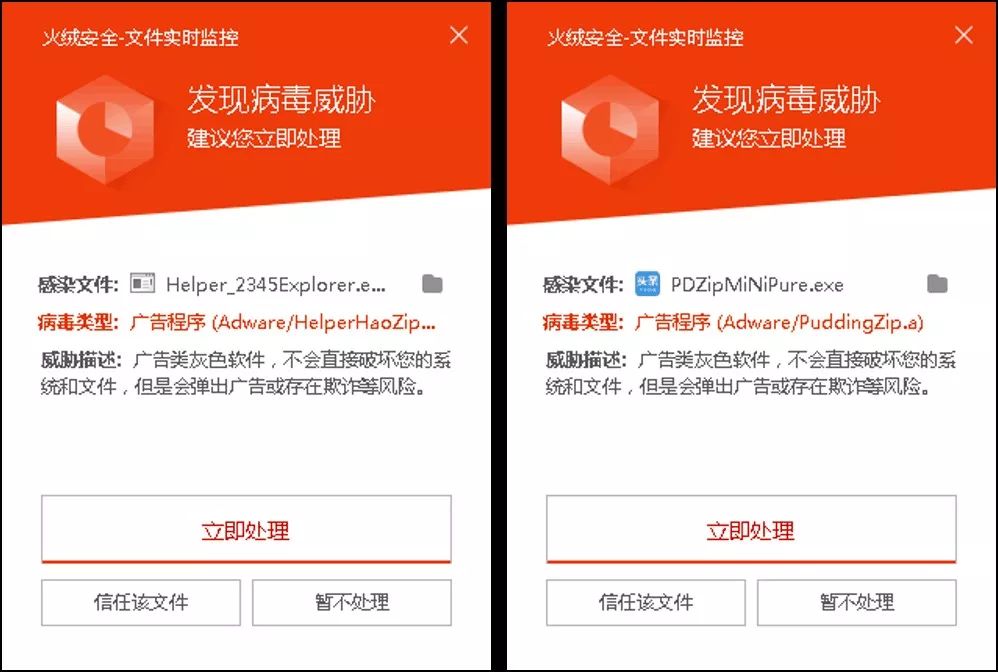 火绒安全-文件实时监控
发现病毒威胁
建议您立即处理
感染文件: Helper_2345Explorer.e...
病毒类型: 广告程序 (Adware/HelperHaoZip...
威胁描述: 广告类灰色软件，不会直接破坏您的系
统和文件，但是会弹出广告或存在欺诈等风险。
立即处理
信任该文件
暂不处理
火绒安全-文件实时监控
发现病毒威胁
建议您立即处理
感染文件: 头条 PDZipMiNiPure.exe
病毒类型: 广告程序 (Adware/PuddingZip.a)
威胁描述: 广告类灰色软件，不会直接破坏您的系
统和文件，但是会弹出广告或存在欺诈等风险。
立即处理
信任该文件
暂不处理